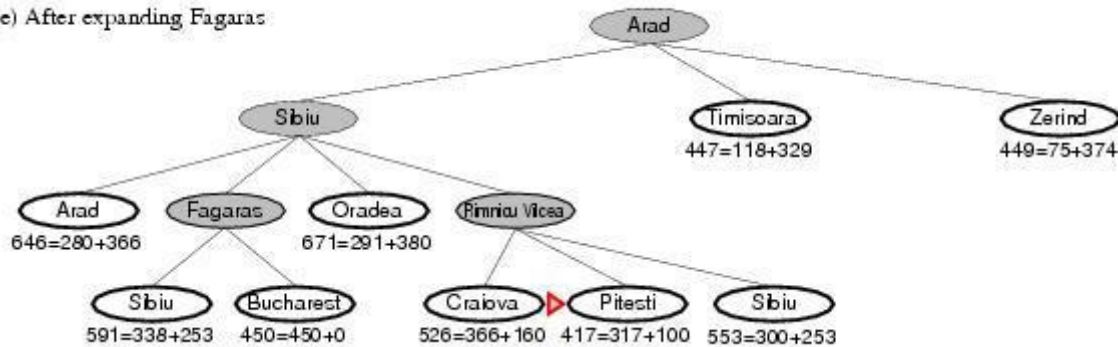 e) After expanding Fagaras
Arad
Sibiu
Timisoara
Zerind
447=118+329
449=75+374
Arad
Fagaras
Oradea
Rimnicu Vilcea
646=280+366
671=291+380
Sibiu
Bucharest
Craiova
Pitesti
Sibiu
591=338+253
450=450+0
526=366+160
417=317+100
553=300+253